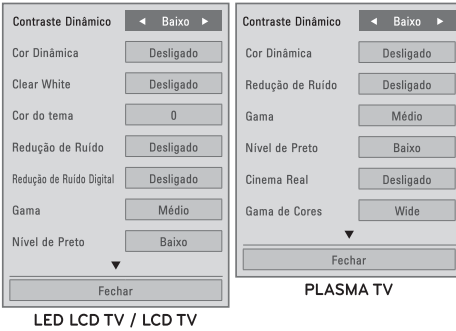 Contraste Dinâmico ◄ Baixo ►
Cor Dinâmica Desligado
Clear White Desligado
Cor do tema 0
Redução de Ruído Desligado
Redução de Ruído Digital Desligado
Gama Médio
Nível de Preto Baixo
▼
Fechar
LED LCD TV / LCD TV
Contraste Dinâmico ◄ Baixo ►
Cor Dinâmica Desligado
Redução de Ruído Desligado
Gama Médio
Nível de Preto Baixo
Cinema Real Desligado
Gama de Cores Wide
▼
Fechar
PLASMA TV